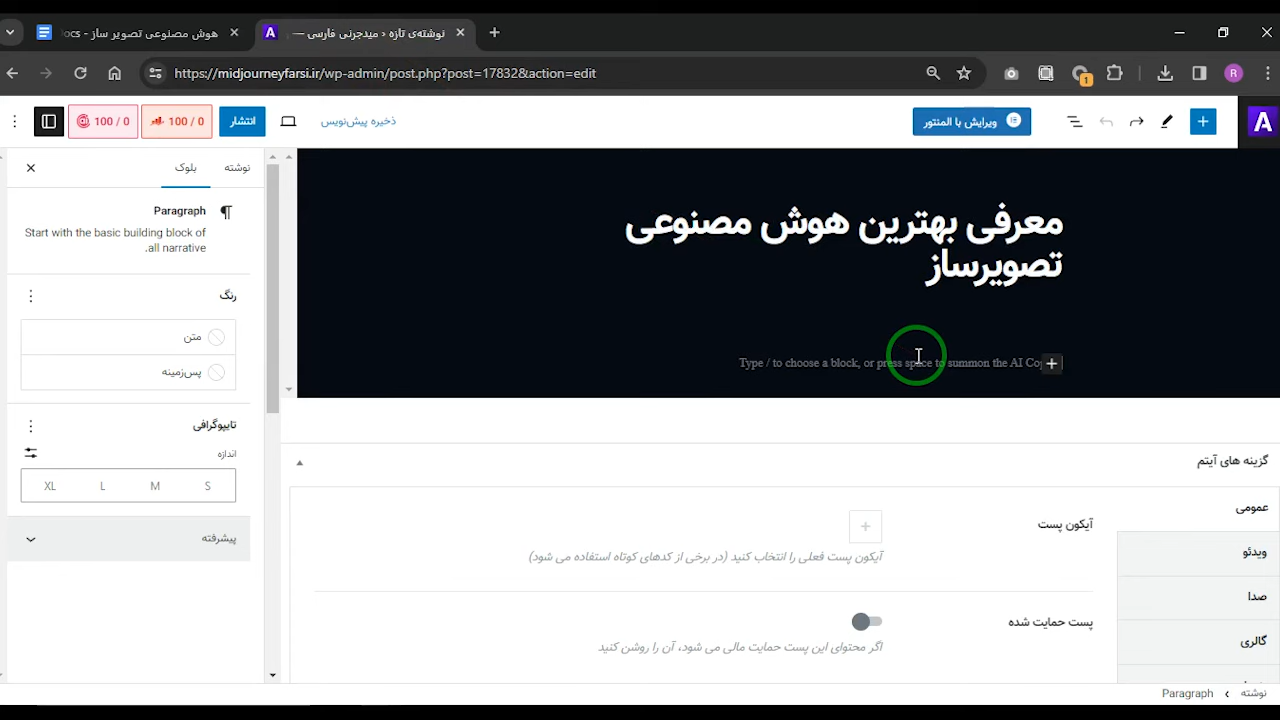 هوش مصنوعی تصویر ساز - ocs
نوشته‌ی تازه ‹ میدجرنی فارسی —
https://midjourneyfarsi.ir/wp-admin/post.php?post=17832&action=edit
1
R
ویرایش با المنتور
ذخیره پیش‌نویس
انتشار
100 / 0
100 / 0
نوشته
بلوک
Paragraph
Start with the basic building block of
all narrative.
رنگ
متن
پس‌زمینه
تایپوگرافی
اندازه
S
M
L
XL
پیشرفته
معرفی بهترین هوش مصنوعی
تصویرساز
Type / to choose a block, or press space to summon the AI
گزینه های آیتم
عمومی
ویدئو
صدا
گالری
آیکون پست
آیکون پست فعلی را انتخاب کنید (در برخی از کدهای کوتاه استفاده می شود)
پست حمایت شده
اگر محتوای این پست حمایت مالی می شود، آن را روشن کنید
نوشته › Paragraph